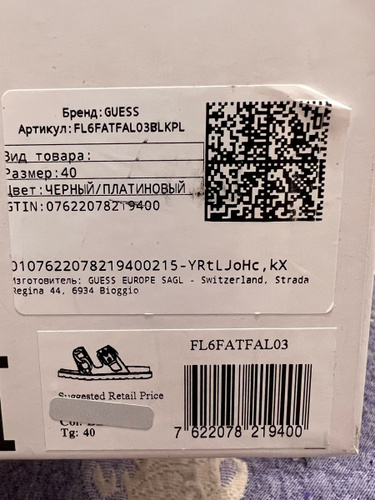 Бренд:GUESS
Артикул:FL6FATFAL03BLKPL
Вид товара:
Размер:40
Цвет:ЧЕРНЫЙ/ПЛАТИНОВЫЙ
GTIN:07622078219400
0107622078219400215-YRtLJoHc,kX
Изготовитель: GUESS EUROPE SAGL - Switzerland, Strada
Regina 44, 6934 Bioggio
FL6FATFAL03
Suggested Retail Price
Col:
Tg: 40
7 622078 219400